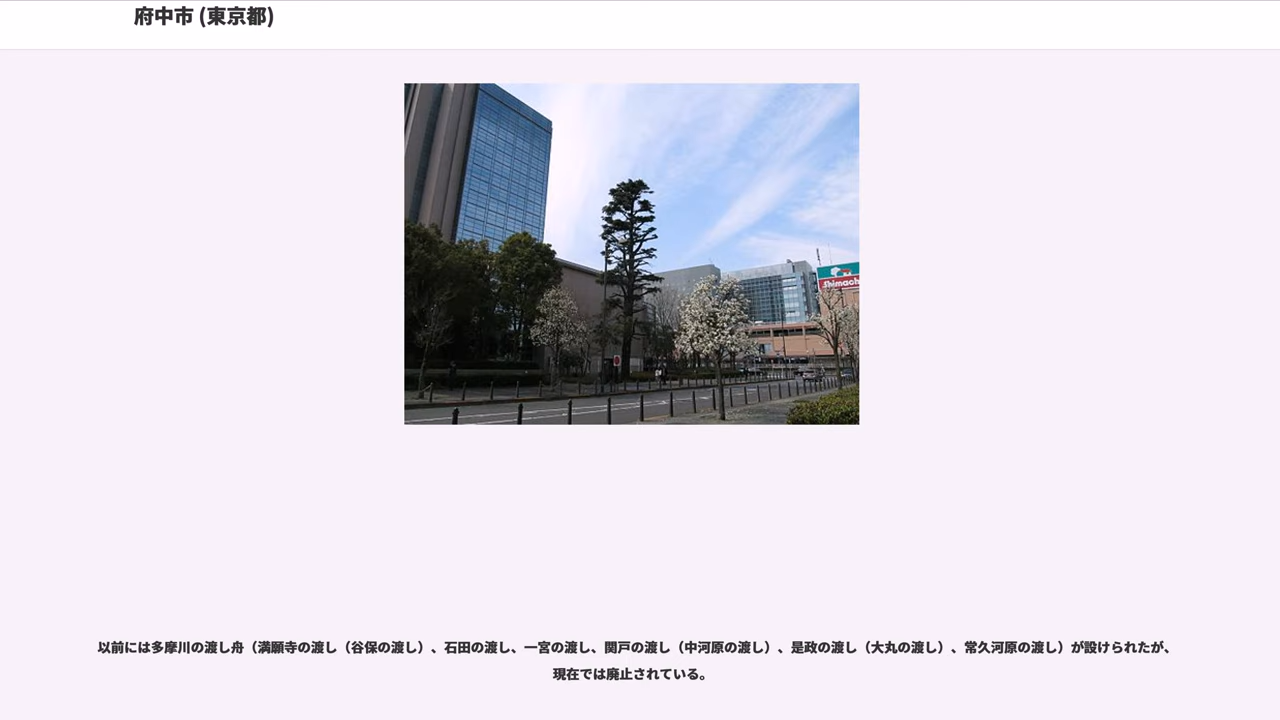 府中市 (東京都)
Shimach
以前には多摩川の渡し舟（満願寺の渡し（谷保の渡し）、石田の渡し、一宮の渡し、関戸の渡し（中河原の渡し）、是政の渡し（大丸の渡し）、常久河原の渡し）が設けられたが、
現在では廃止されている。